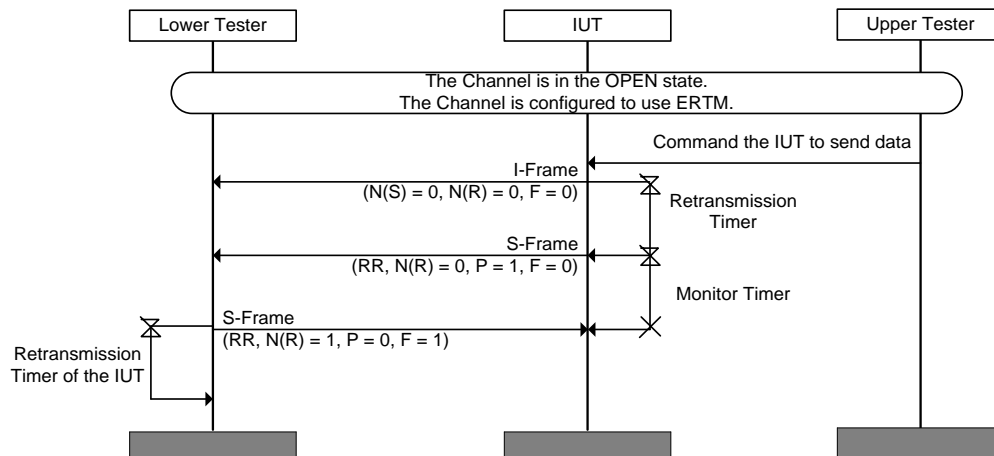 Lower Tester
IUT
Upper Tester
The Channel is in the OPEN state.
The Channel is configured to use ERTM.
Command the IUT to send data
I-Frame
(N(S) = 0, N(R) = 0, F = 0)
Retransmission
Timer
S-Frame
(RR, N(R) = 0, P = 1, F = 0)
Monitor Timer
S-Frame
(RR, N(R) = 1, P = 0, F = 1)
Retransmission
Timer of the IUT